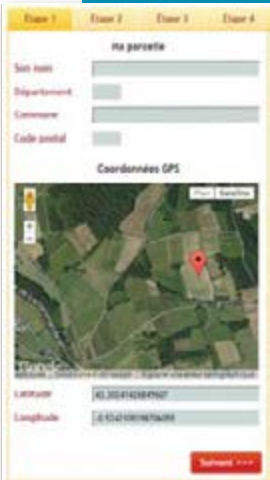 Etape 1 Etape 2 Etape 3 Etape 4
Ma parcelle
Son nom
Département
Commune
Code postal
Coordonnées GPS
Plan Satellite
Google
Latitude
Longitude
Suivant >>>